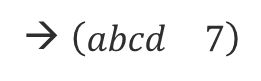 → (abcd 7)